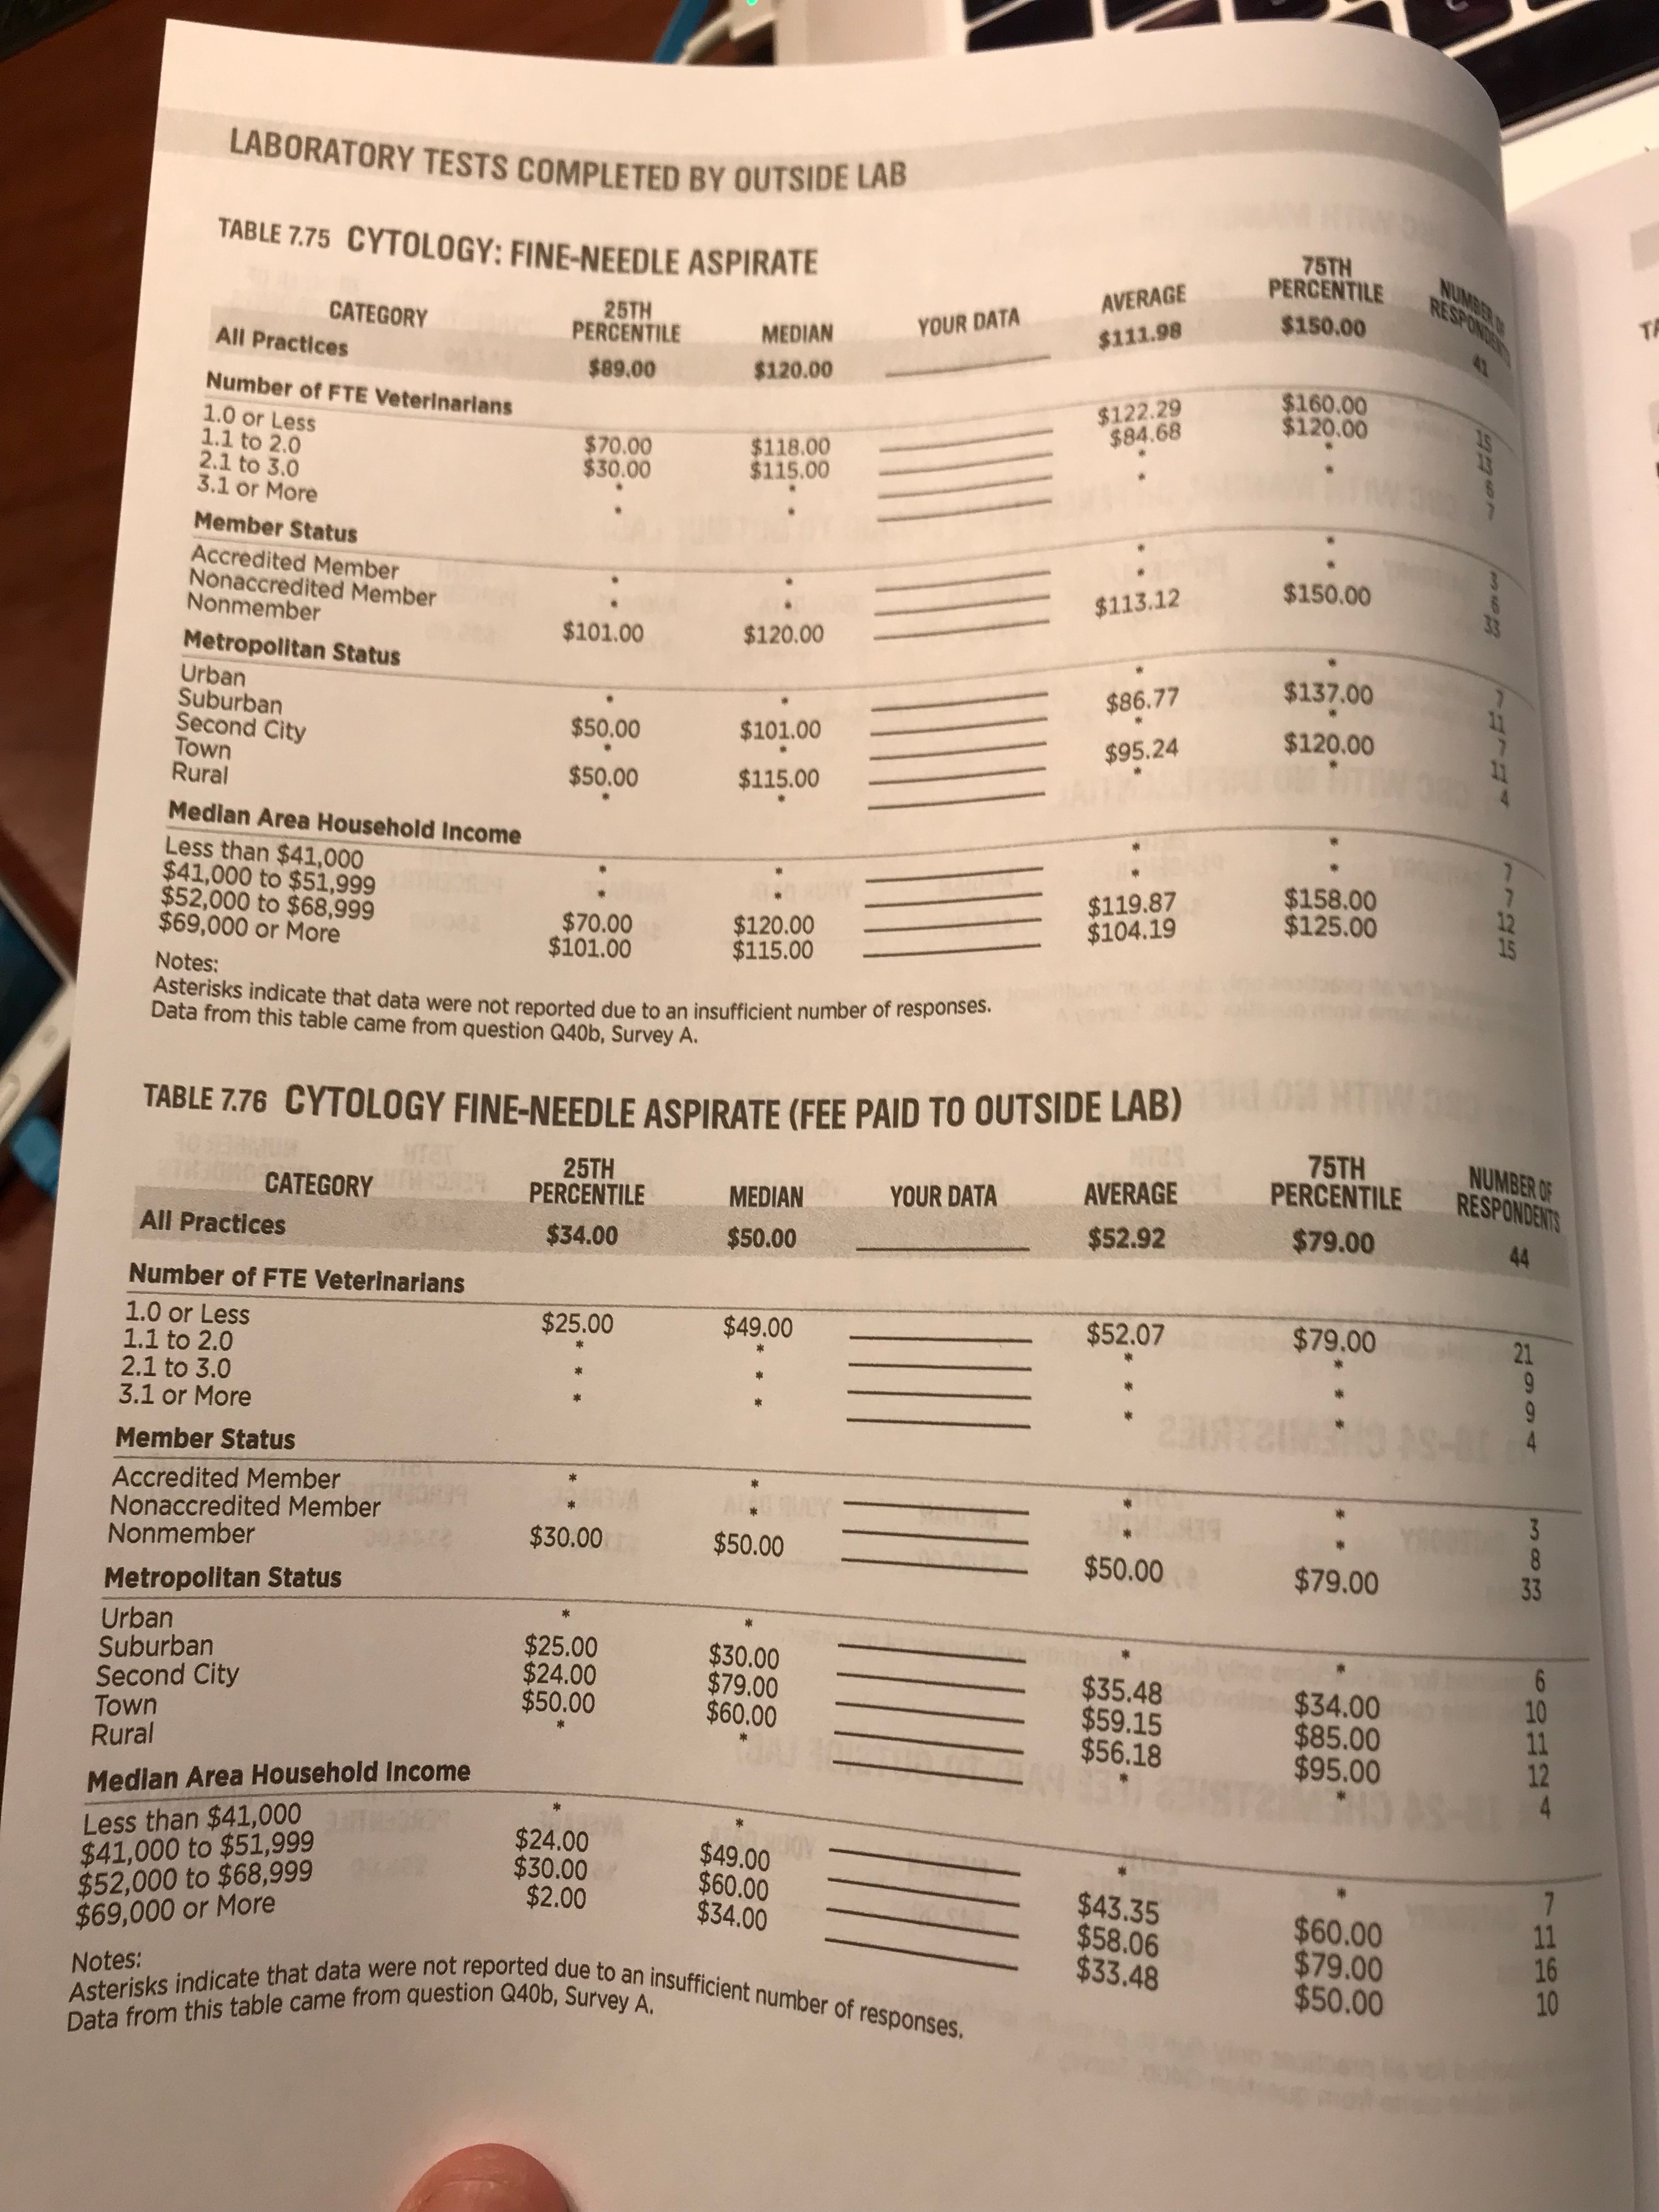 LABORATORY TESTS COMPLETED BY OUTSIDE LAB
TABLE 7.75 CYTOLOGY: FINE-NEEDLE ASPIRATE
CATEGORY 25TH PERCENTILE MEDIAN YOUR DATA AVERAGE 75TH PERCENTILE NUMBER OF RESPONDENTS
All Practices $89.00 $120.00 $111.98 $150.00 41
Number of FTE Veterinarians
1.0 or Less $70.00 $118.00 $122.29 $160.00 15
1.1 to 2.0 $30.00 $115.00 $84.68 $120.00 13
2.1 to 3.0 * * * * 6
3.1 or More * * * * 7
Member Status
Accredited Member * * * * 3
Nonaccredited Member * * * * 6
Nonmember $101.00 $120.00 $113.12 $150.00 33
Metropolitan Status
Urban * * * * 7
Suburban $50.00 $101.00 $86.77 $137.00 11
Second City * * * * 7
Town $50.00 $115.00 $95.24 $120.00 11
Rural * * * * 4
Median Area Household Income
Less than $41,000 * * * * 7
$41,000 to $51,999 * * * * 7
$52,000 to $68,999 $70.00 $120.00 $119.87 $158.00 12
$69,000 or More $101.00 $115.00 $104.19 $125.00 15
Notes:
Asterisks indicate that data were not reported due to an insufficient number of responses.
Data from this table came from question Q40b, Survey A.
TABLE 7.76 CYTOLOGY FINE-NEEDLE ASPIRATE (FEE PAID TO OUTSIDE LAB)
CATEGORY 25TH PERCENTILE MEDIAN YOUR DATA AVERAGE 75TH PERCENTILE NUMBER OF RESPONDENTS
All Practices $34.00 $50.00 $52.92 $79.00 44
Number of FTE Veterinarians
1.0 or Less $25.00 $49.00 $52.07 $79.00 21
1.1 to 2.0 * * * * 9
2.1 to 3.0 * * * * 9
3.1 or More * * * * 4
Member Status
Accredited Member * * * * 3
Nonaccredited Member * * * * 8
Nonmember $30.00 $50.00 $50.00 $79.00 33
Metropolitan Status
Urban * * * * 6
Suburban $25.00 $30.00 $35.48 $34.00 10
Second City $24.00 $79.00 $59.15 $85.00 11
Town $50.00 $60.00 $56.18 $95.00 12
Rural * * * * 4
Median Area Household Income
Less than $41,000 * * * * 7
$41,000 to $51,999 $24.00 $49.00 $43.35 $60.00 11
$52,000 to $68,999 $30.00 $60.00 $58.06 $79.00 16
$69,000 or More $2.00 $34.00 $33.48 $50.00 10
Notes:
Asterisks indicate that data were not reported due to an insufficient number of responses.
Data from this table came from question Q40b, Survey A.